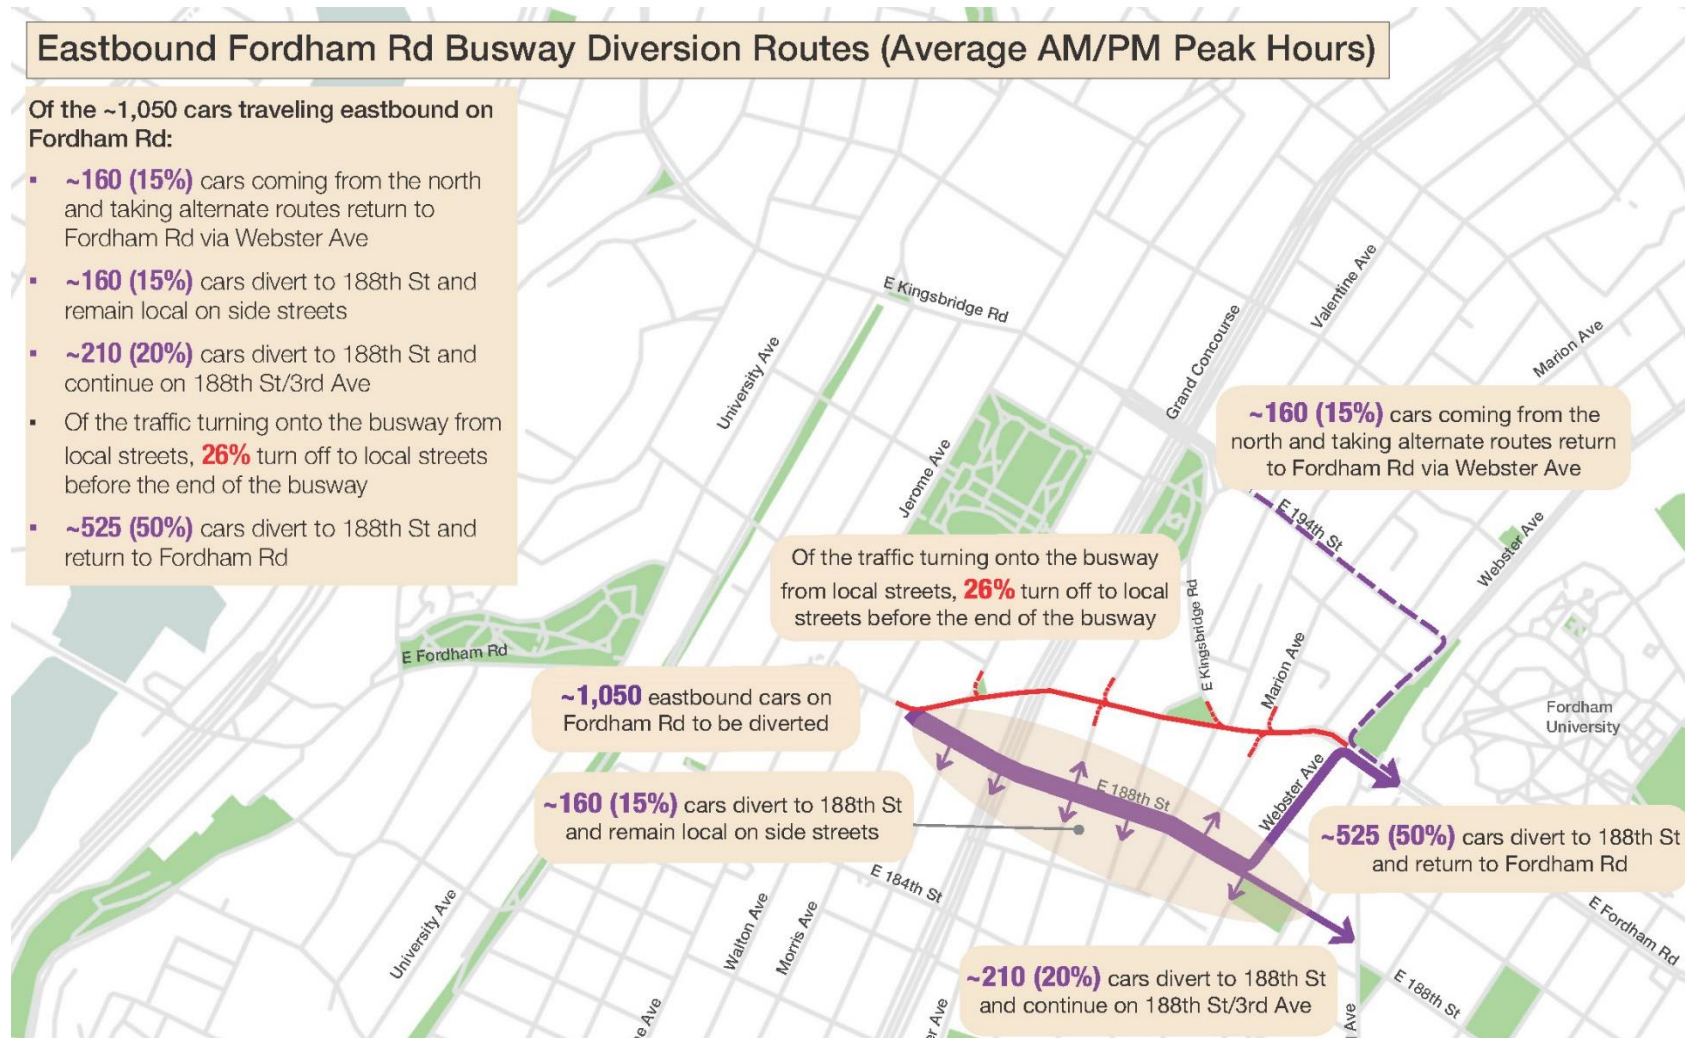 Eastbound Fordham Rd Busway Diversion Routes (Average AM/PM Peak Hours)
Of the ~1,050 cars traveling eastbound on
Fordham Rd:
▪ ~160 (15%) cars coming from the north
and taking alternate routes return to
Fordham Rd via Webster Ave
▪ ~160 (15%) cars divert to 188th St and
remain local on side streets
▪ ~210 (20%) cars divert to 188th St and
continue on 188th St/3rd Ave
▪ Of the traffic turning onto the busway from
local streets, 26% turn off to local streets
before the end of the busway
▪ ~525 (50%) cars divert to 188th St and
return to Fordham Rd
E Kingsbridge Rd
University Ave
Jerome Ave
Grand Concourse
Valentine Ave
Marion Ave
~160 (15%) cars coming from the
north and taking alternate routes return
to Fordham Rd via Webster Ave
E 194th St
Webster Ave
Of the traffic turning onto the busway
from local streets, 26% turn off to local
streets before the end of the busway
E Kingsbridge Rd
Marion Ave
E Fordham Rd
Fordham
University
~1,050 eastbound cars on
Fordham Rd to be diverted
E 188th St
Webster Ave
~160 (15%) cars divert to 188th St
and remain local on side streets
~525 (50%) cars divert to 188th St
and return to Fordham Rd
E 184th St
University Ave
Walton Ave
Morris Ave
E Fordham Rd
E 188th St
~210 (20%) cars divert to 188th St
and continue on 188th St/3rd Ave
Ave
Ave
Ave